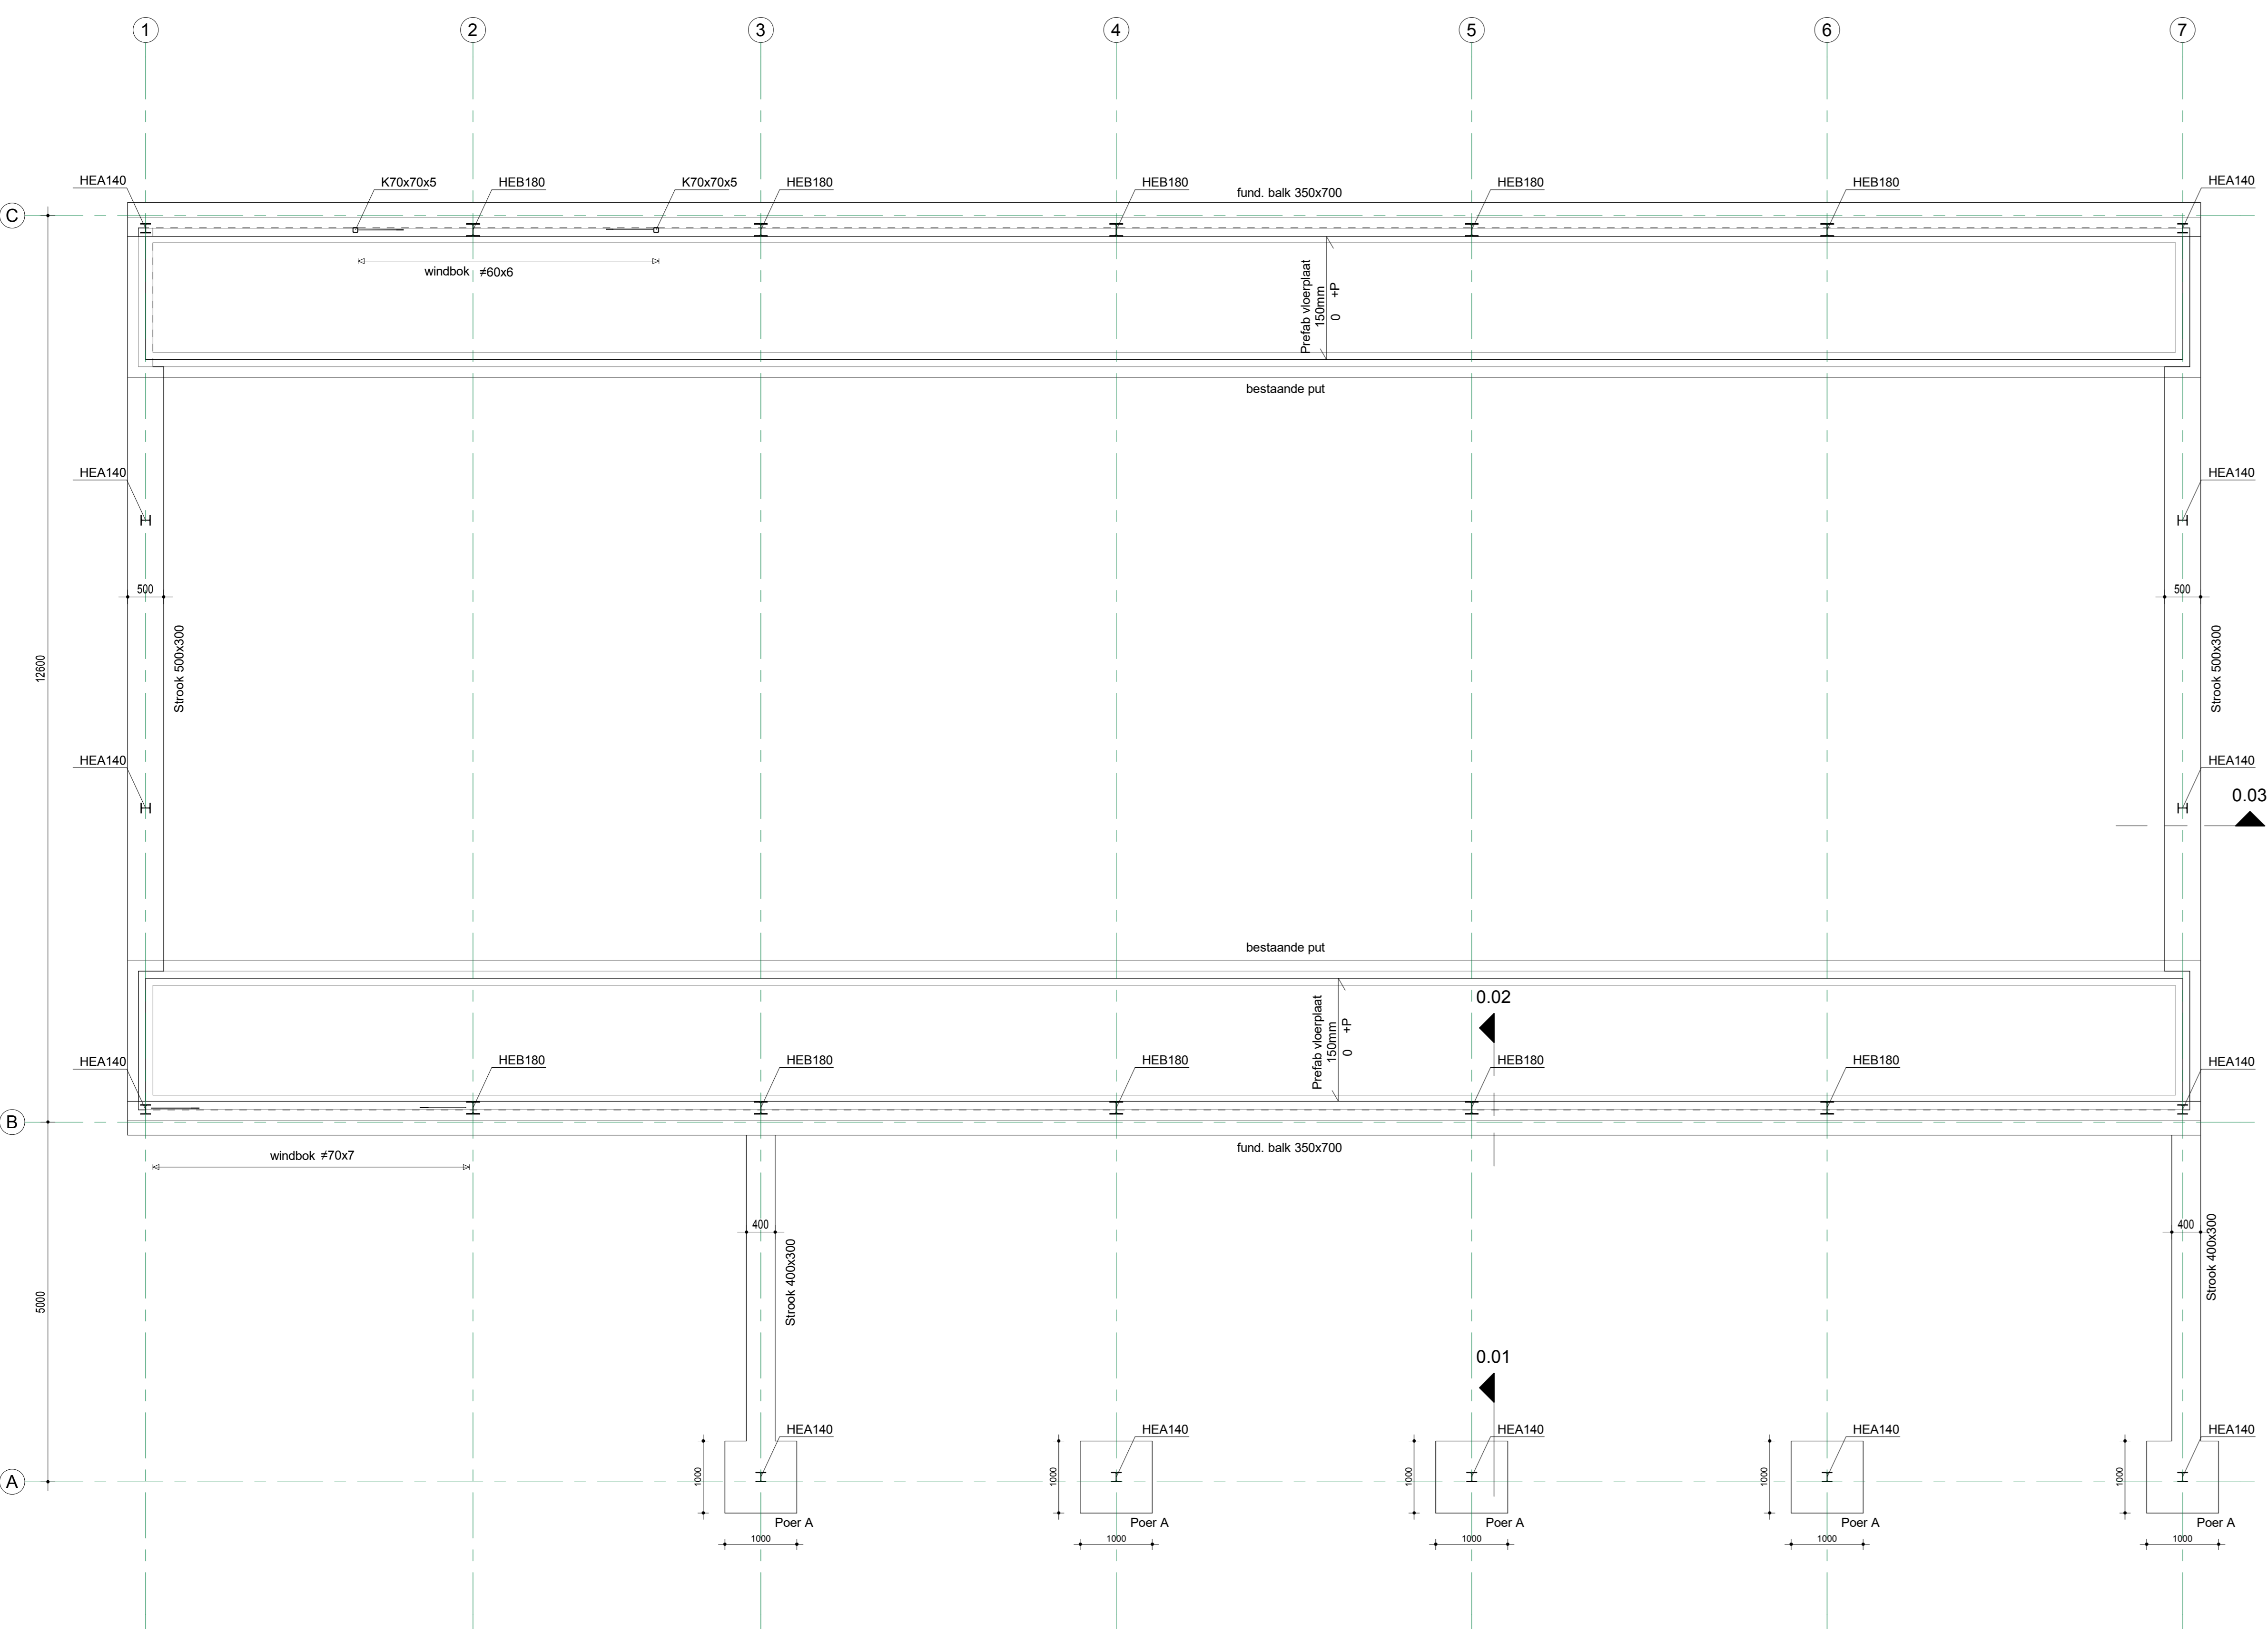 1
2
3
4
5
6
7
HEA140
K70x70x5
HEB180
K70x70x5
HEB180
HEB180
fund. balk 350x700
HEB180
HEB180
HEA140
C
windbok ≠60x6
Prefab vloerplaat
150mm
0 +P
bestaande put
HEA140
HEA140
500
500
12600
Strook 500x300
Strook 500x300
HEA140
HEA140
0.03
bestaande put
0.02
Prefab vloerplaat
150mm
0 +P
HEA140
HEB180
HEB180
HEB180
HEB180
HEB180
HEA140
B
windbok ≠70x7
fund. balk 350x700
400
400
Strook 400x300
Strook 400x300
5000
0.01
HEA140
HEA140
HEA140
HEA140
HEA140
1000
1000
1000
1000
1000
A
Poer A
Poer A
Poer A
Poer A
Poer A
1000
1000
1000
1000
1000